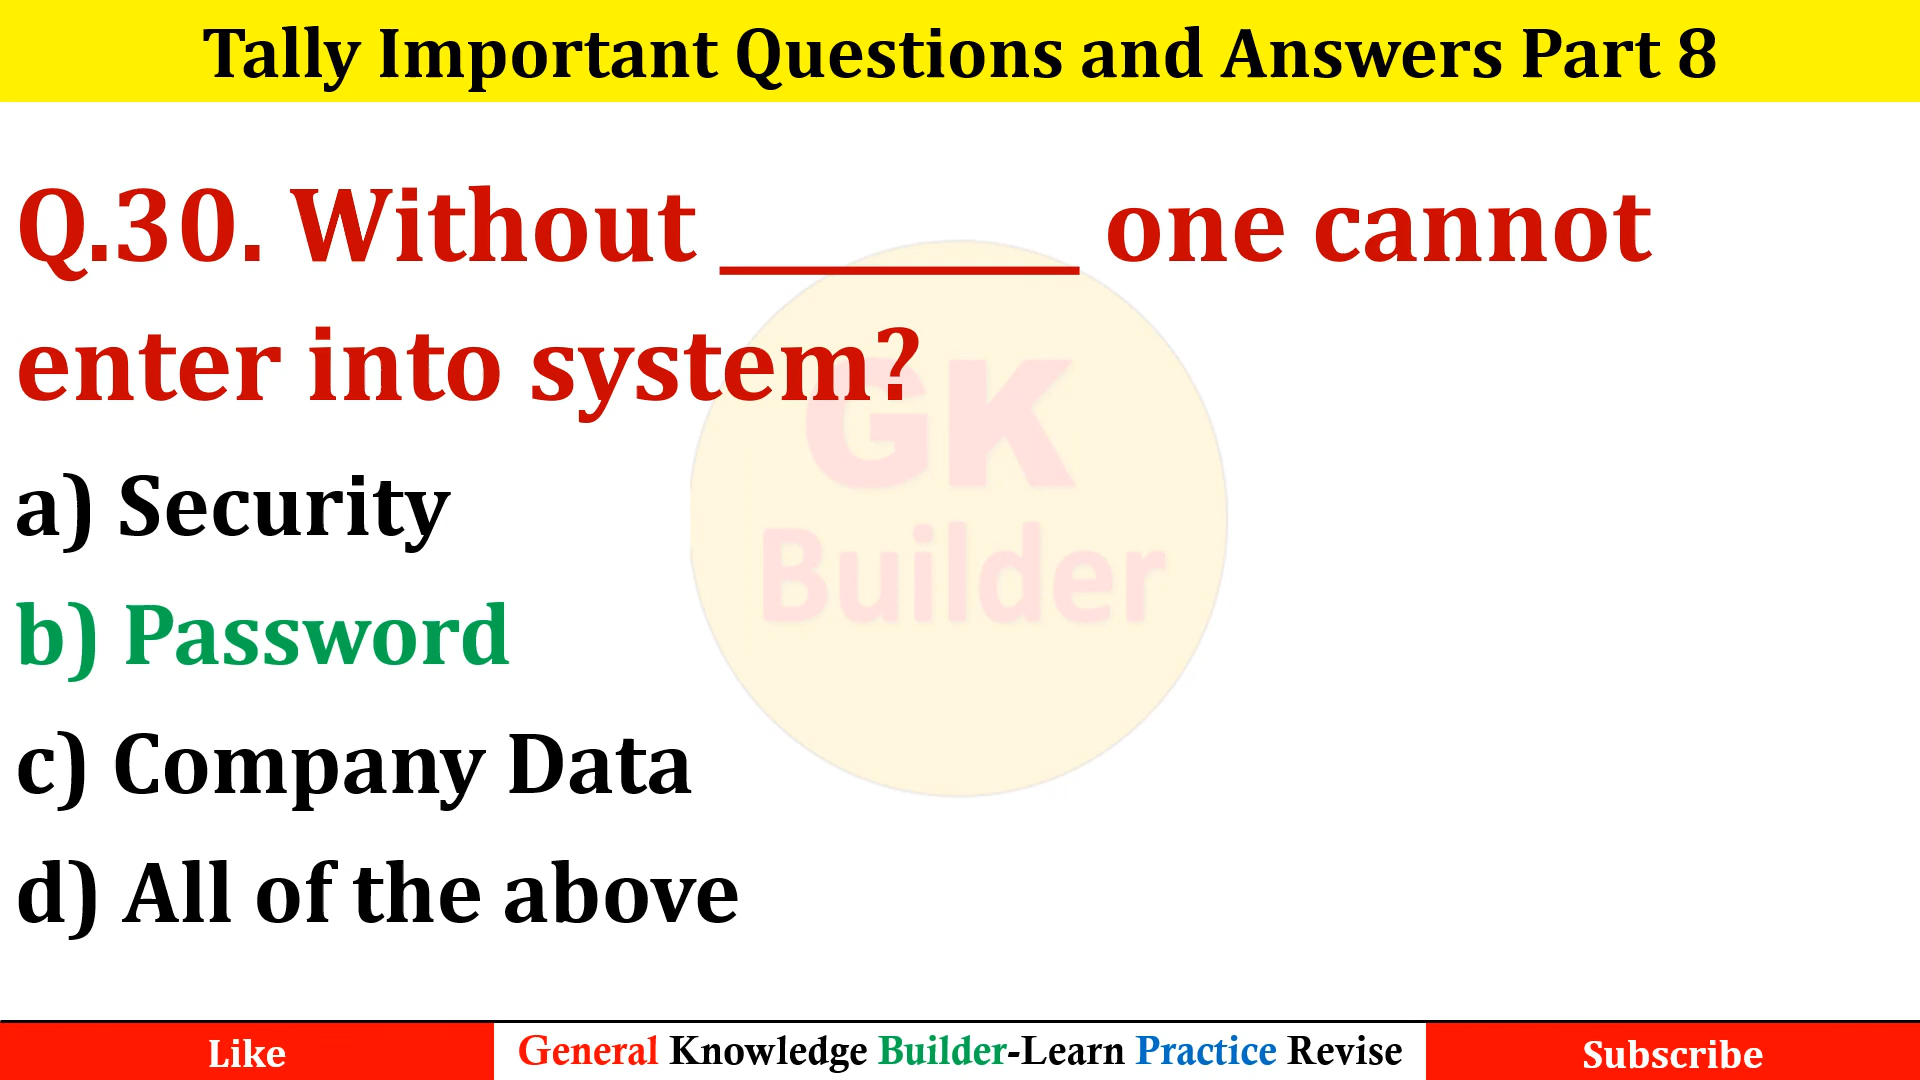 Tally Important Questions and Answers Part 8
Q.30. Without _______ one cannot
enter into system?
a) Security
b) Password
c) Company Data
d) All of the above
GK
Builder
Like
General Knowledge Builder-Learn Practice Revise
Subscribe